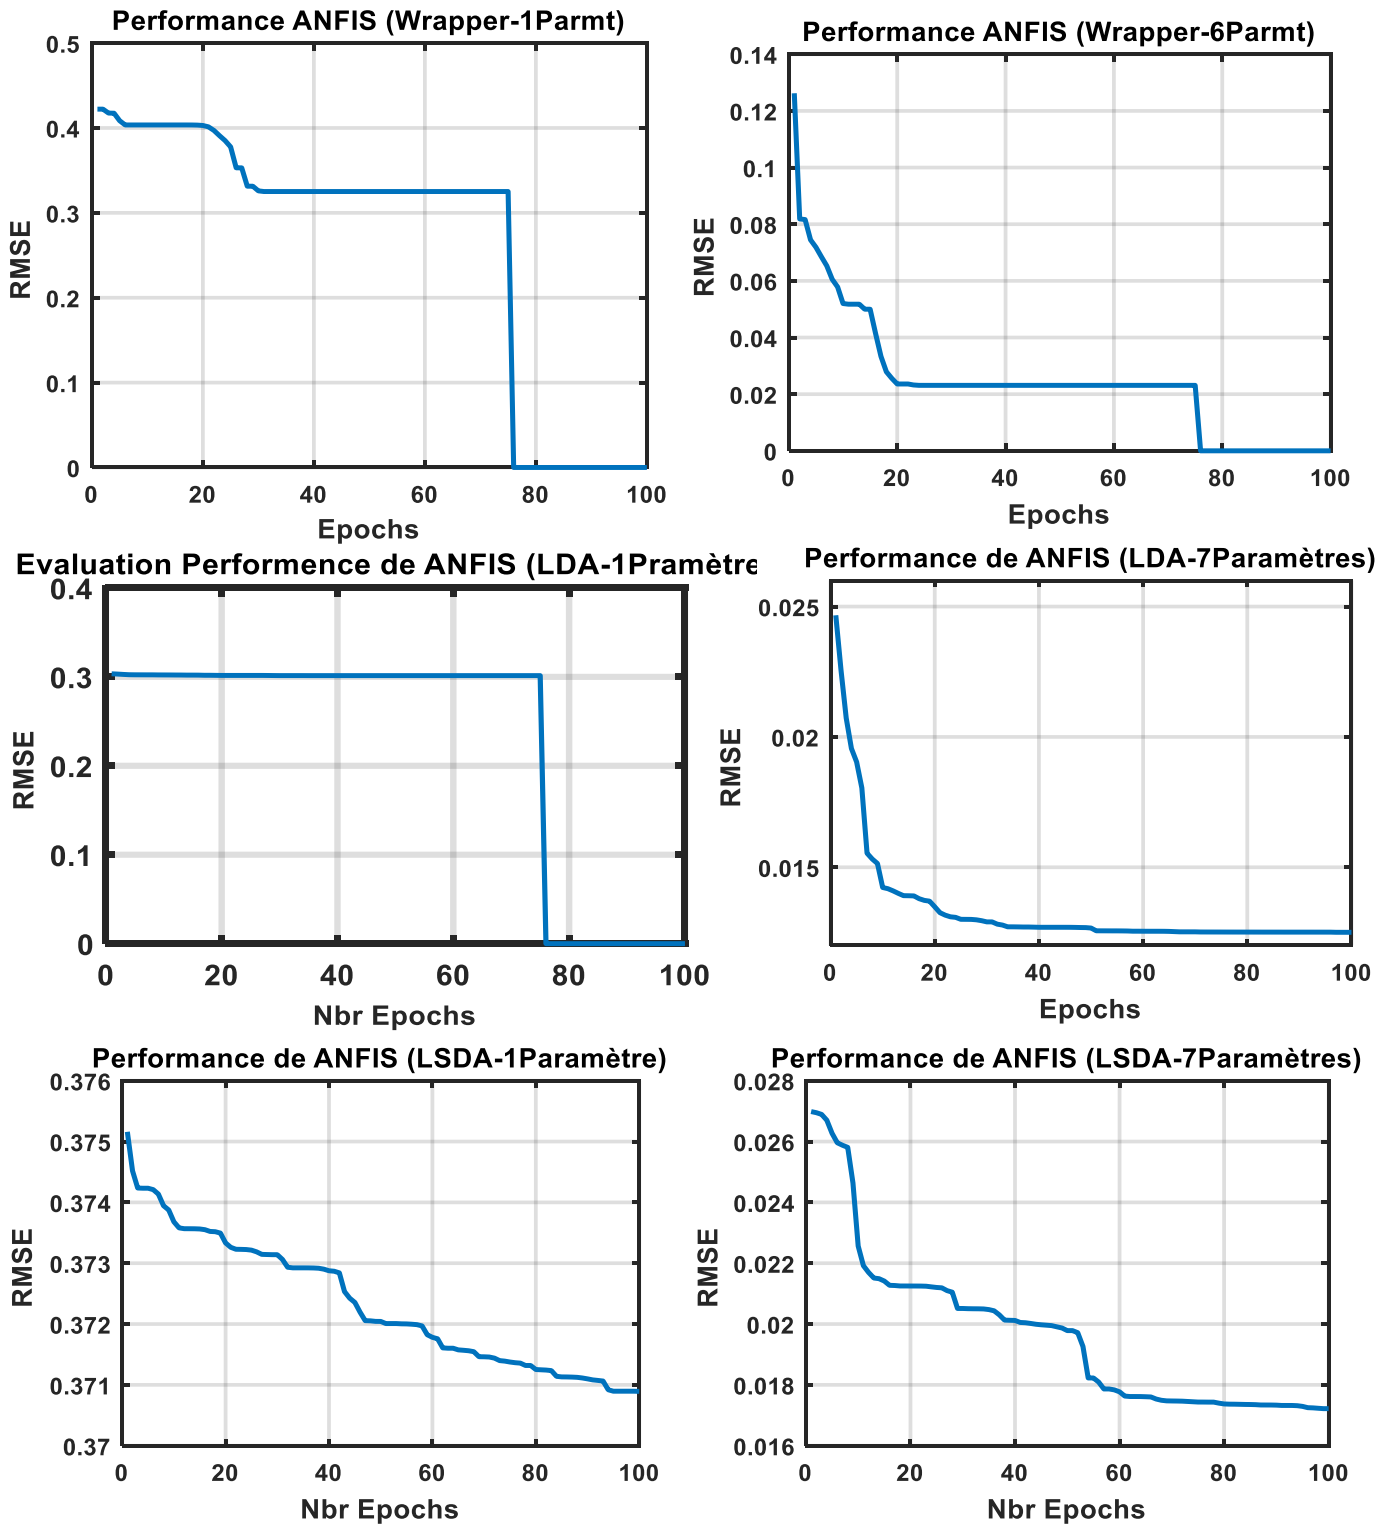 Performance ANFIS (Wrapper-1Parmt)
0.5
0.4
0.3
0.2
0.1
0
RMSE
0 20 40 60 80 100
Epochs
Performance ANFIS (Wrapper-6Parmt)
0.14
0.12
0.1
0.08
0.06
0.04
0.02
0
RMSE
0 20 40 60 80 100
Epochs
Evaluation Performence de ANFIS (LDA-1Pramètre
0.4
0.3
0.2
0.1
0
RMSE
0 20 40 60 80 100
Nbr Epochs
Performance de ANFIS (LDA-7Paramètres)
0.025
0.02
0.015
RMSE
0 20 40 60 80 100
Epochs
Performance de ANFIS (LSDA-1Paramètre)
0.376
0.375
0.374
0.373
0.372
0.371
0.37
RMSE
0 20 40 60 80 100
Nbr Epochs
Performance de ANFIS (LSDA-7Paramètres)
0.028
0.026
0.024
0.022
0.02
0.018
0.016
RMSE
0 20 40 60 80 100
Nbr Epochs